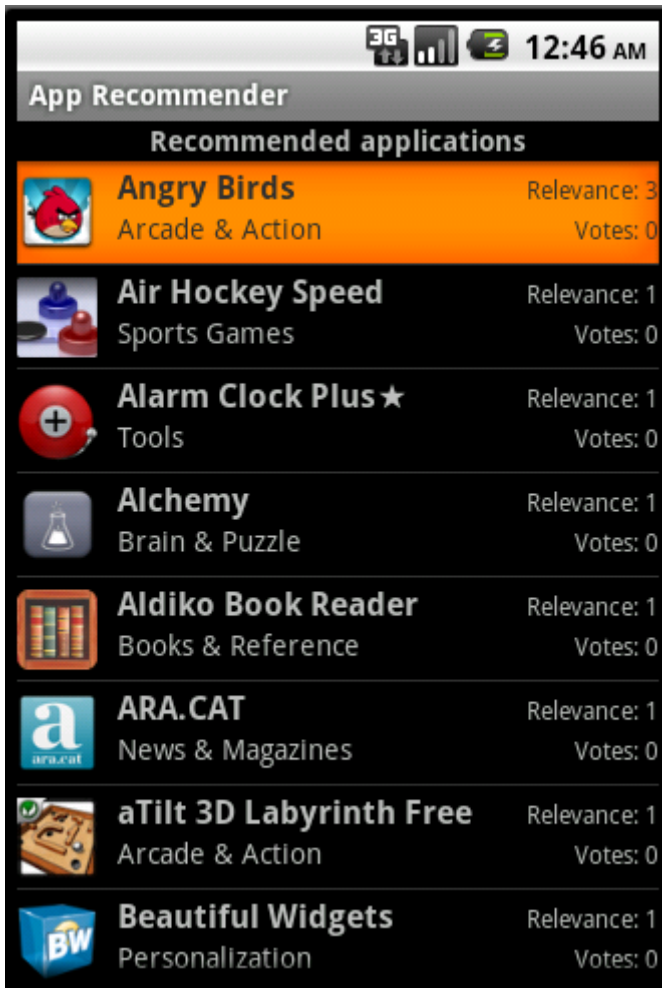 3G 12:46 AM
App Recommender
Recommended applications
Angry Birds Relevance: 3
Arcade & Action Votes: 0
Air Hockey Speed Relevance: 1
Sports Games Votes: 0
Alarm Clock Plus★ Relevance: 1
Tools Votes: 0
Alchemy Relevance: 1
Brain & Puzzle Votes: 0
Aldiko Book Reader Relevance: 1
Books & Reference Votes: 0
a ara.cat
ARA.CAT Relevance: 1
News & Magazines Votes: 0
aTilt 3D Labyrinth Free Relevance: 1
Arcade & Action Votes: 0
BW
Beautiful Widgets Relevance: 1
Personalization Votes: 0